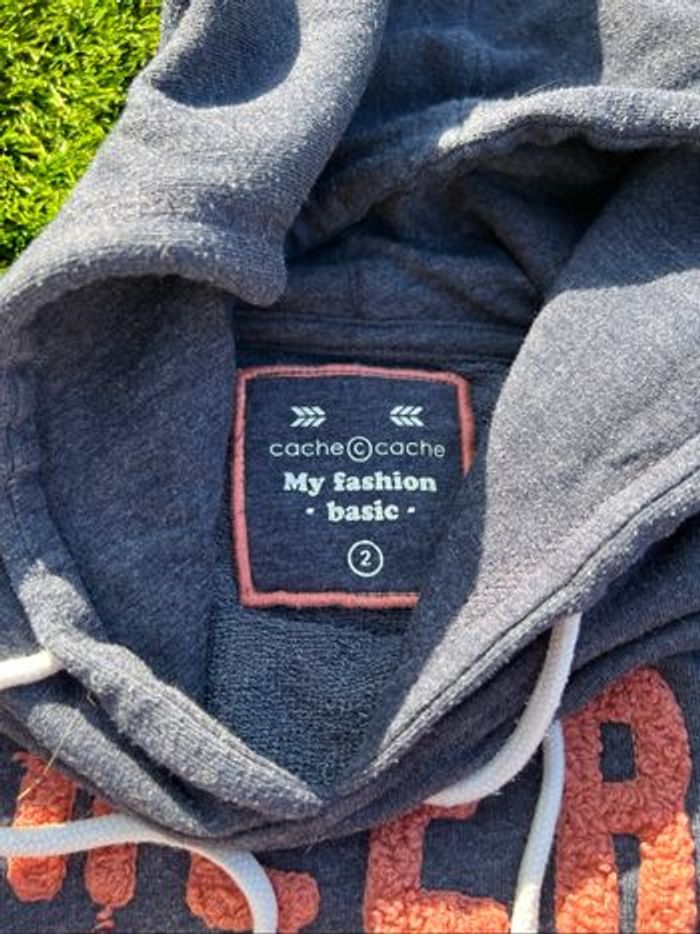 cache©cache
My fashion
· basic ·
2